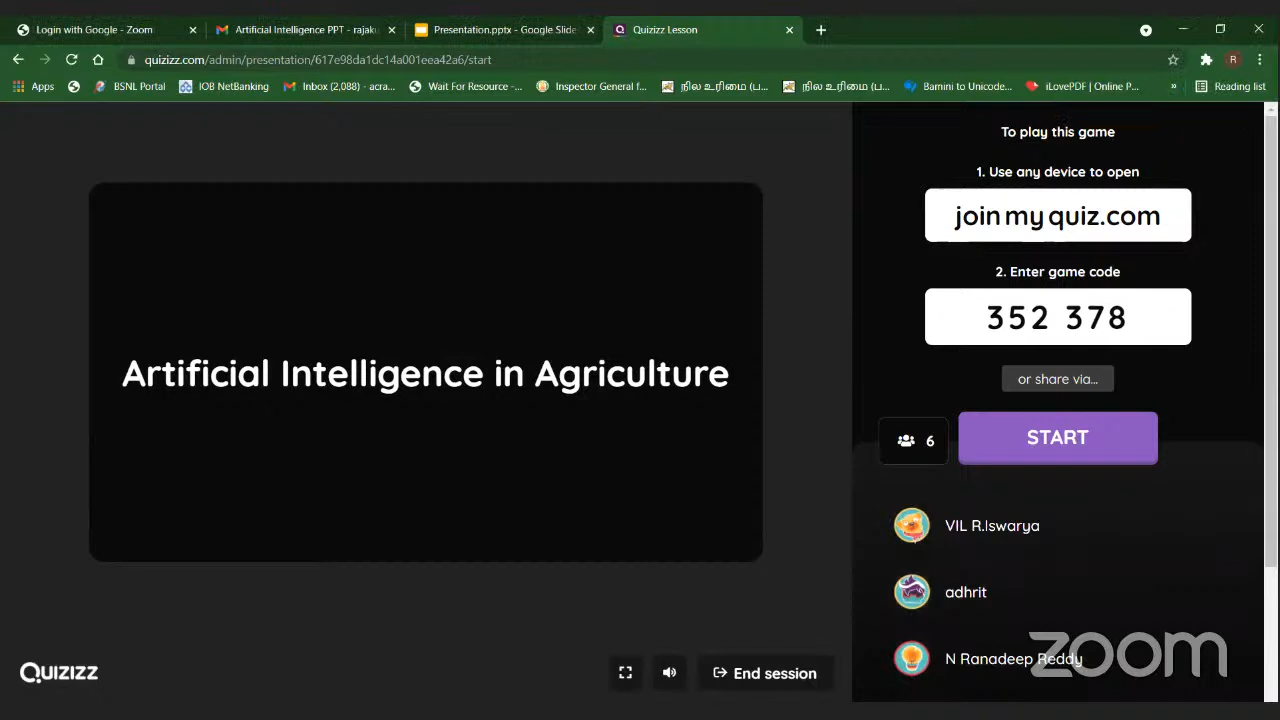 Login with Google - Zoom
Artificial Intelligence PPT - rajaku
Presentation.pptx - Google Slide
Quizizz Lesson
quizizz.com/admin/presentation/617e98da1dc14a001eea42a6/start
R
Apps
BSNL Portal
IOB NetBanking
Inbox (2,088) - acra...
Wait For Resource -...
Inspector General f...
நில உரிமை (ப...
நில உரிமை (ப...
Bamini to Unicode...
iLovePDF | Online P...
»
Reading list
To play this game
1. Use any device to open
joinmyquiz.com
2. Enter game code
352 378
or share via...
6
START
Artificial Intelligence in Agriculture
VIL R.Iswarya
adhrit
N Ranadeep Reddy
Quizizz
End session
zoom